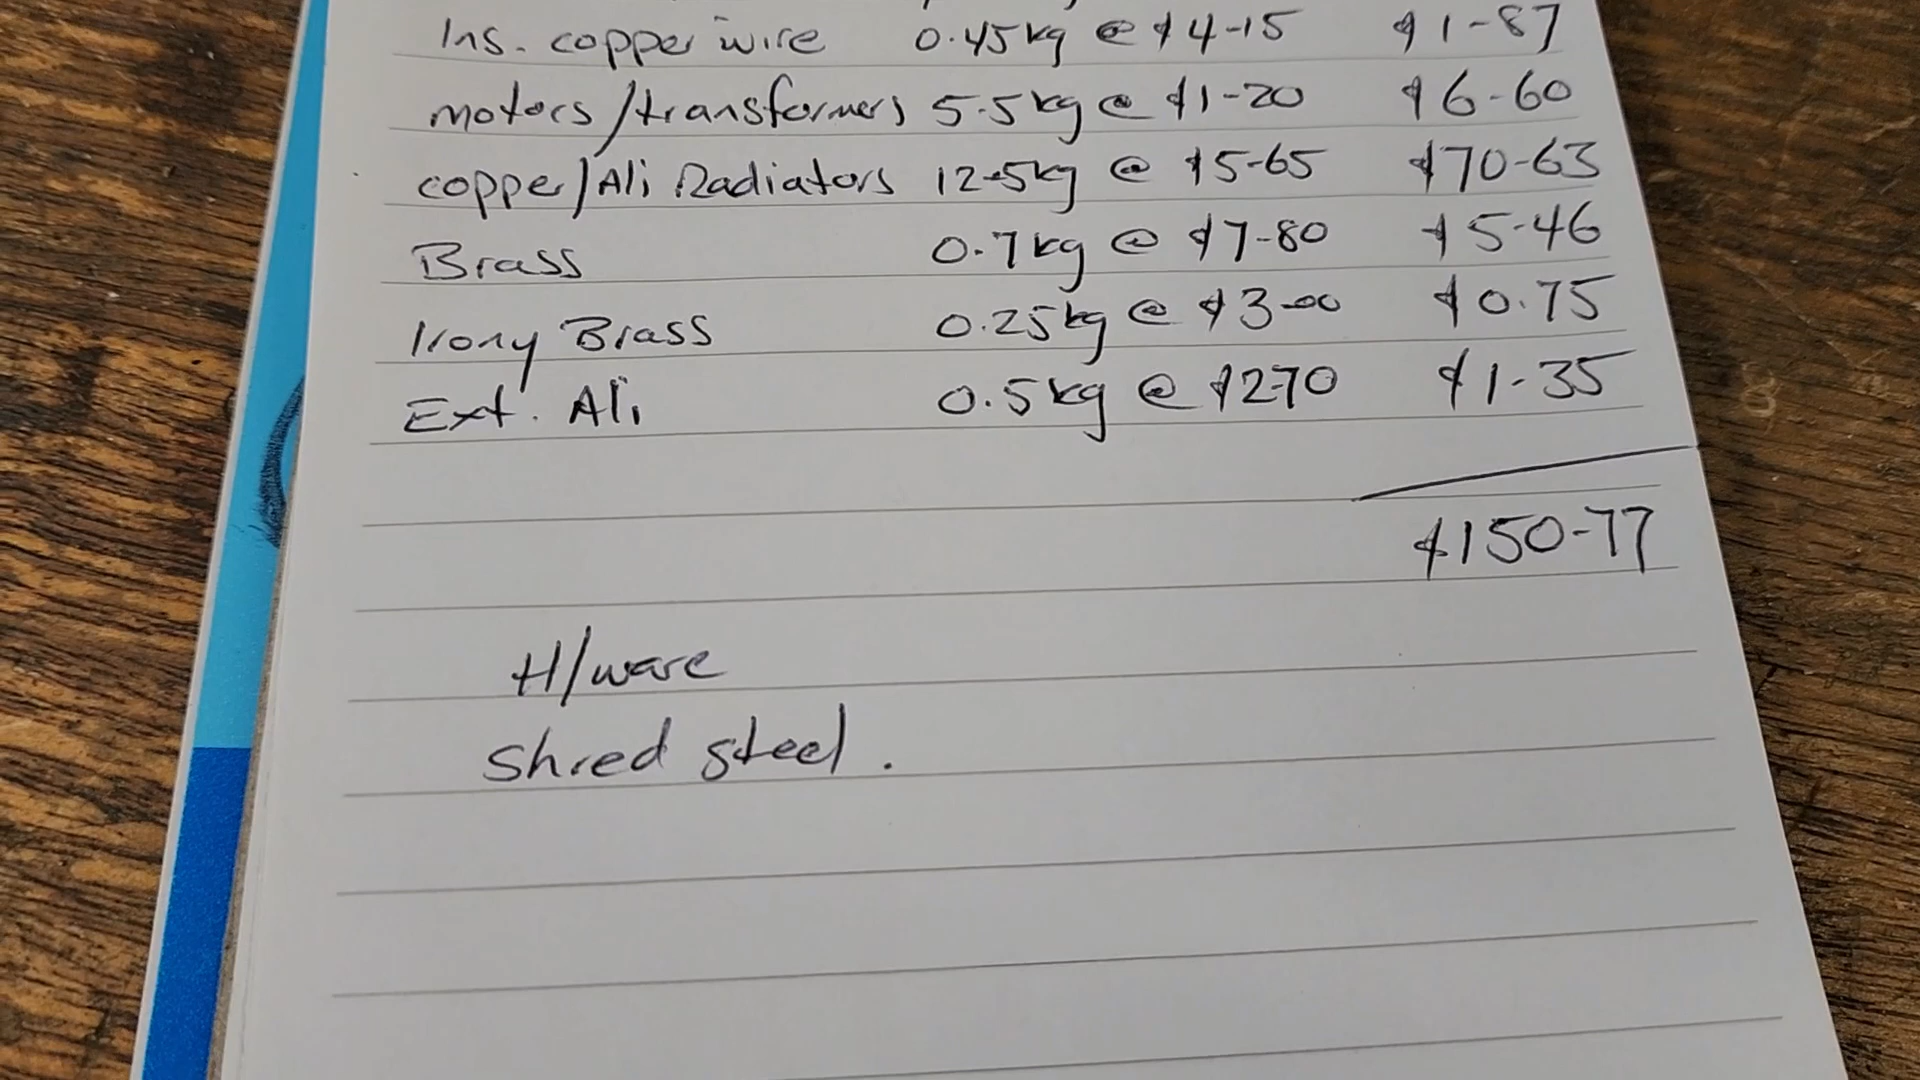 Ins. copper wire 0.45kg @ $4-15 $1-87
motors/transformers 5.5kg @ $1-20 $6-60
copper/Ali Radiators 12.5kg @ $5-65 $70-63
Brass 0.7kg @ $7-80 $5-46
Irony Brass 0.25kg @ $3-00 $0.75
Ext. Ali 0.5kg @ $2-70 $1-35
$150-77
H/ware
Shred steel.